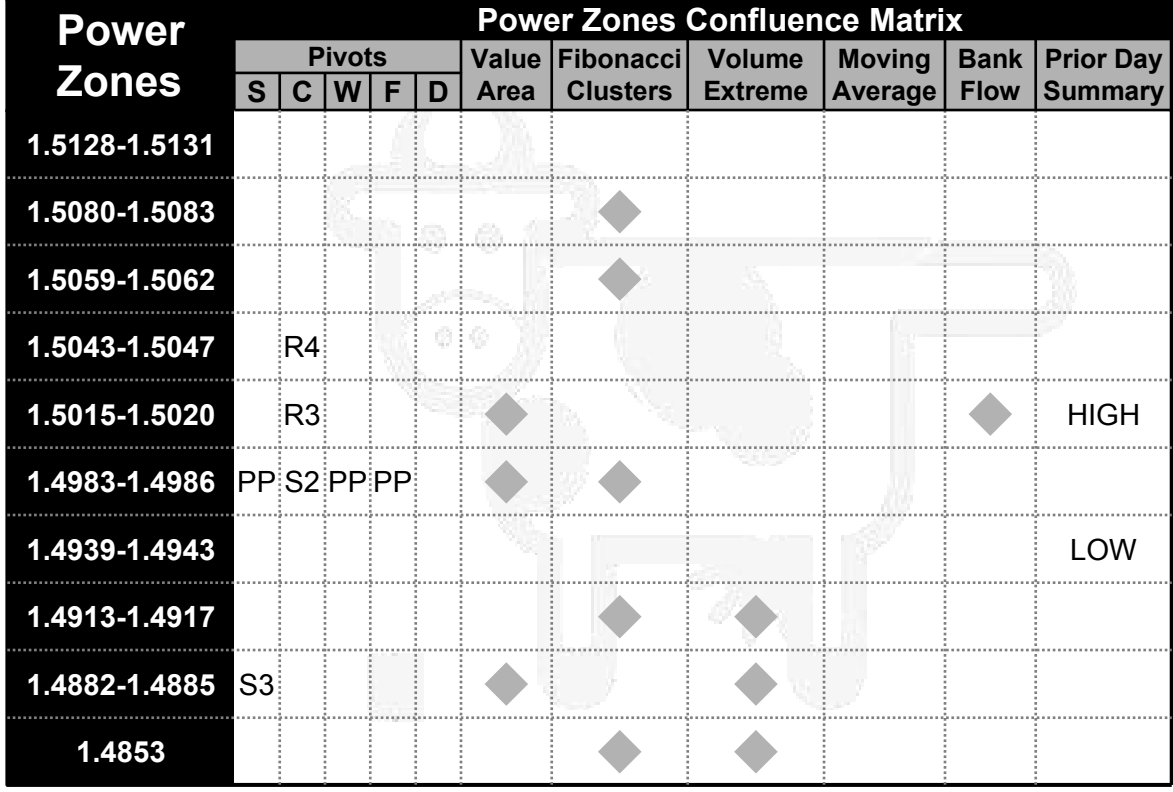 Power Zones
Power Zones Confluence Matrix
Pivots
S C W F D
Value Area
Fibonacci Clusters
Volume Extreme
Moving Average
Bank Flow
Prior Day Summary
1.5128-1.5131
1.5080-1.5083
1.5059-1.5062
1.5043-1.5047 R4
1.5015-1.5020 R3 HIGH
1.4983-1.4986 PP S2 PP PP
1.4939-1.4943 LOW
1.4913-1.4917
1.4882-1.4885 S3
1.4853